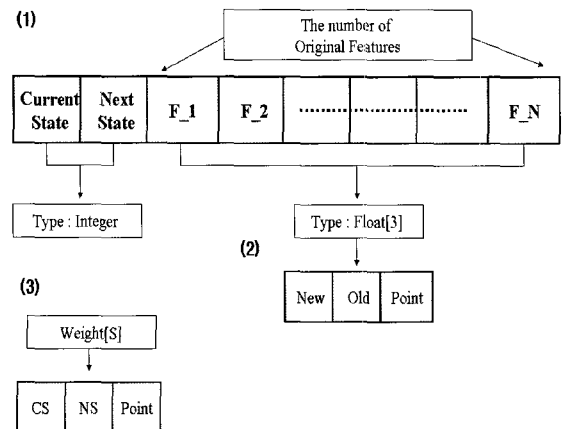 (1)
The number of
Original Features
Current State
Next State
F_1
F_2
F_N
Type : Integer
Type : Float[3]
(2)
New
Old
Point
(3)
Weight[S]
CS
NS
Point